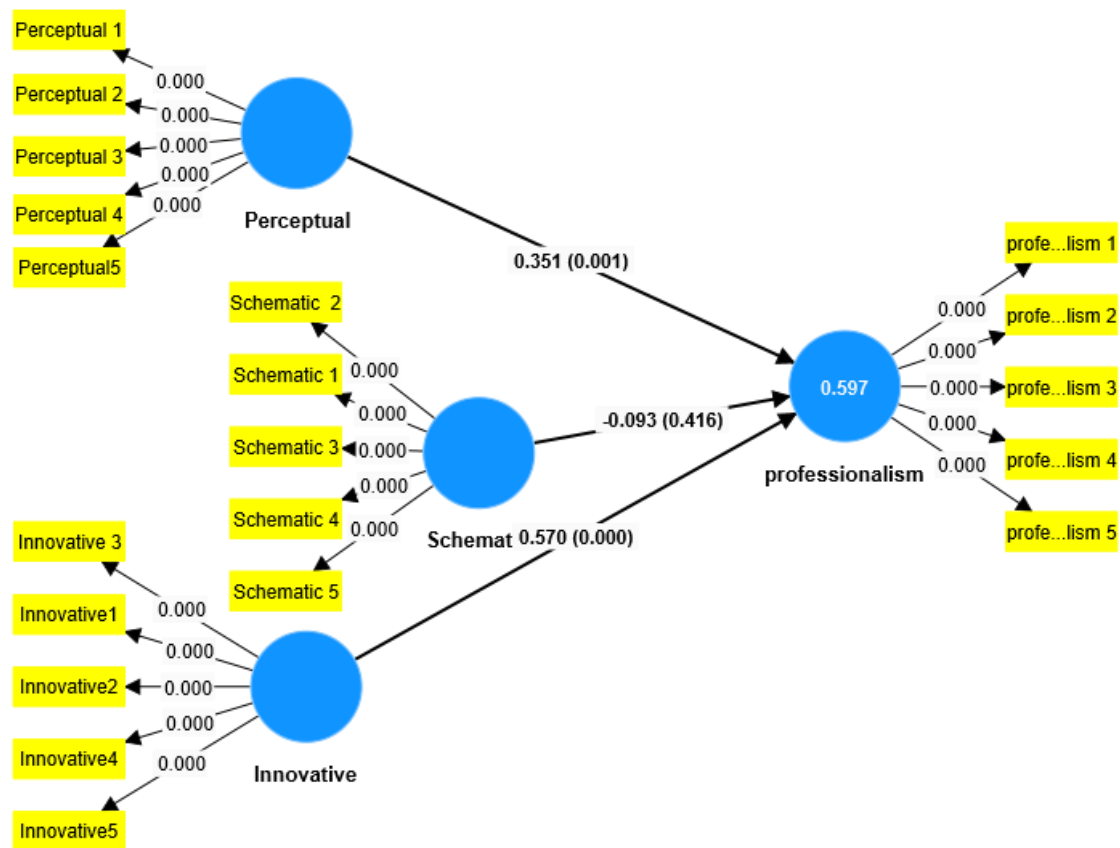 Perceptual 1
Perceptual 2
Perceptual 3
Perceptual 4
Perceptual5
0.000
0.000
0.000
0.000
0.000
Perceptual
0.351 (0.001)
Schematic  2
Schematic 1
Schematic 3
Schematic 4
Schematic 5
0.000
0.000
0.000
0.000
0.000
Schemat
-0.093 (0.416)
0.570 (0.000)
Innovative 3
Innovative1
Innovative2
Innovative4
Innovative5
0.000
0.000
0.000
0.000
0.000
Innovative
0.597
professionalism
0.000
0.000
0.000
0.000
0.000
profe...lism 1
profe...lism 2
profe...lism 3
profe...lism 4
profe...lism 5